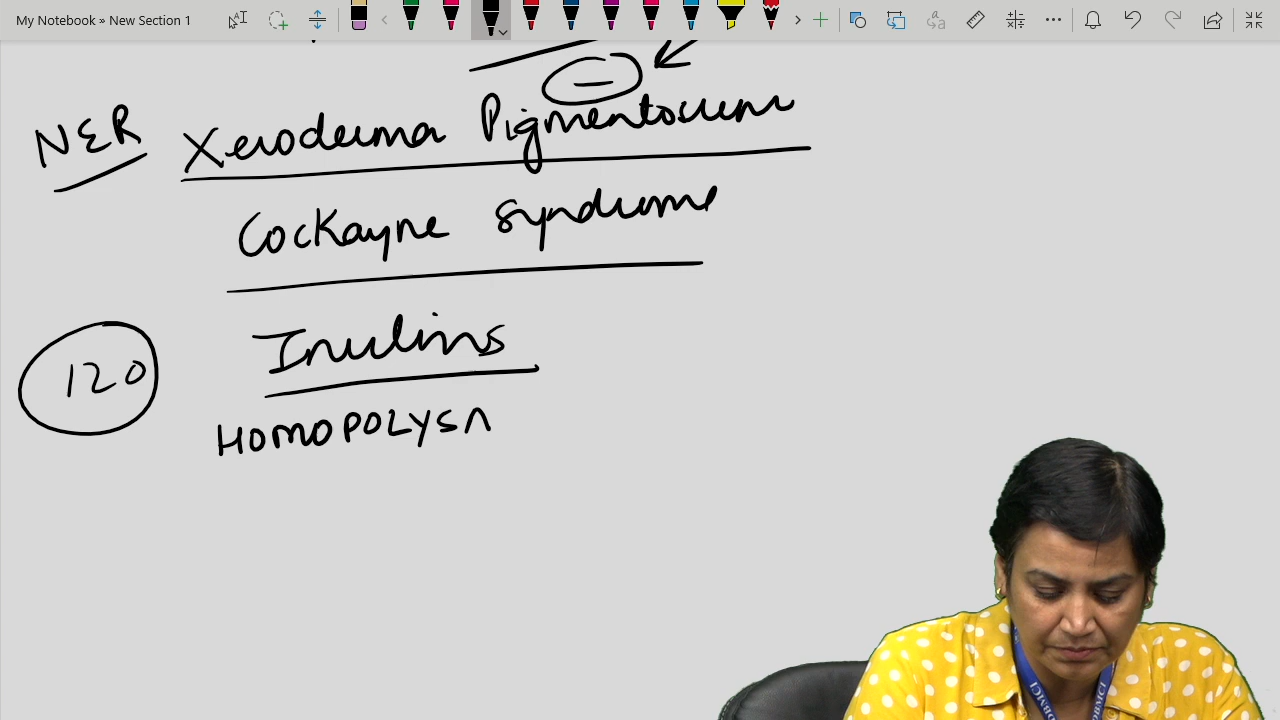 My Notebook » New Section 1
NER Xeroderma Pigmentosum
Cockayne Syndrome
120 Inulins
HOMOPOLYSA